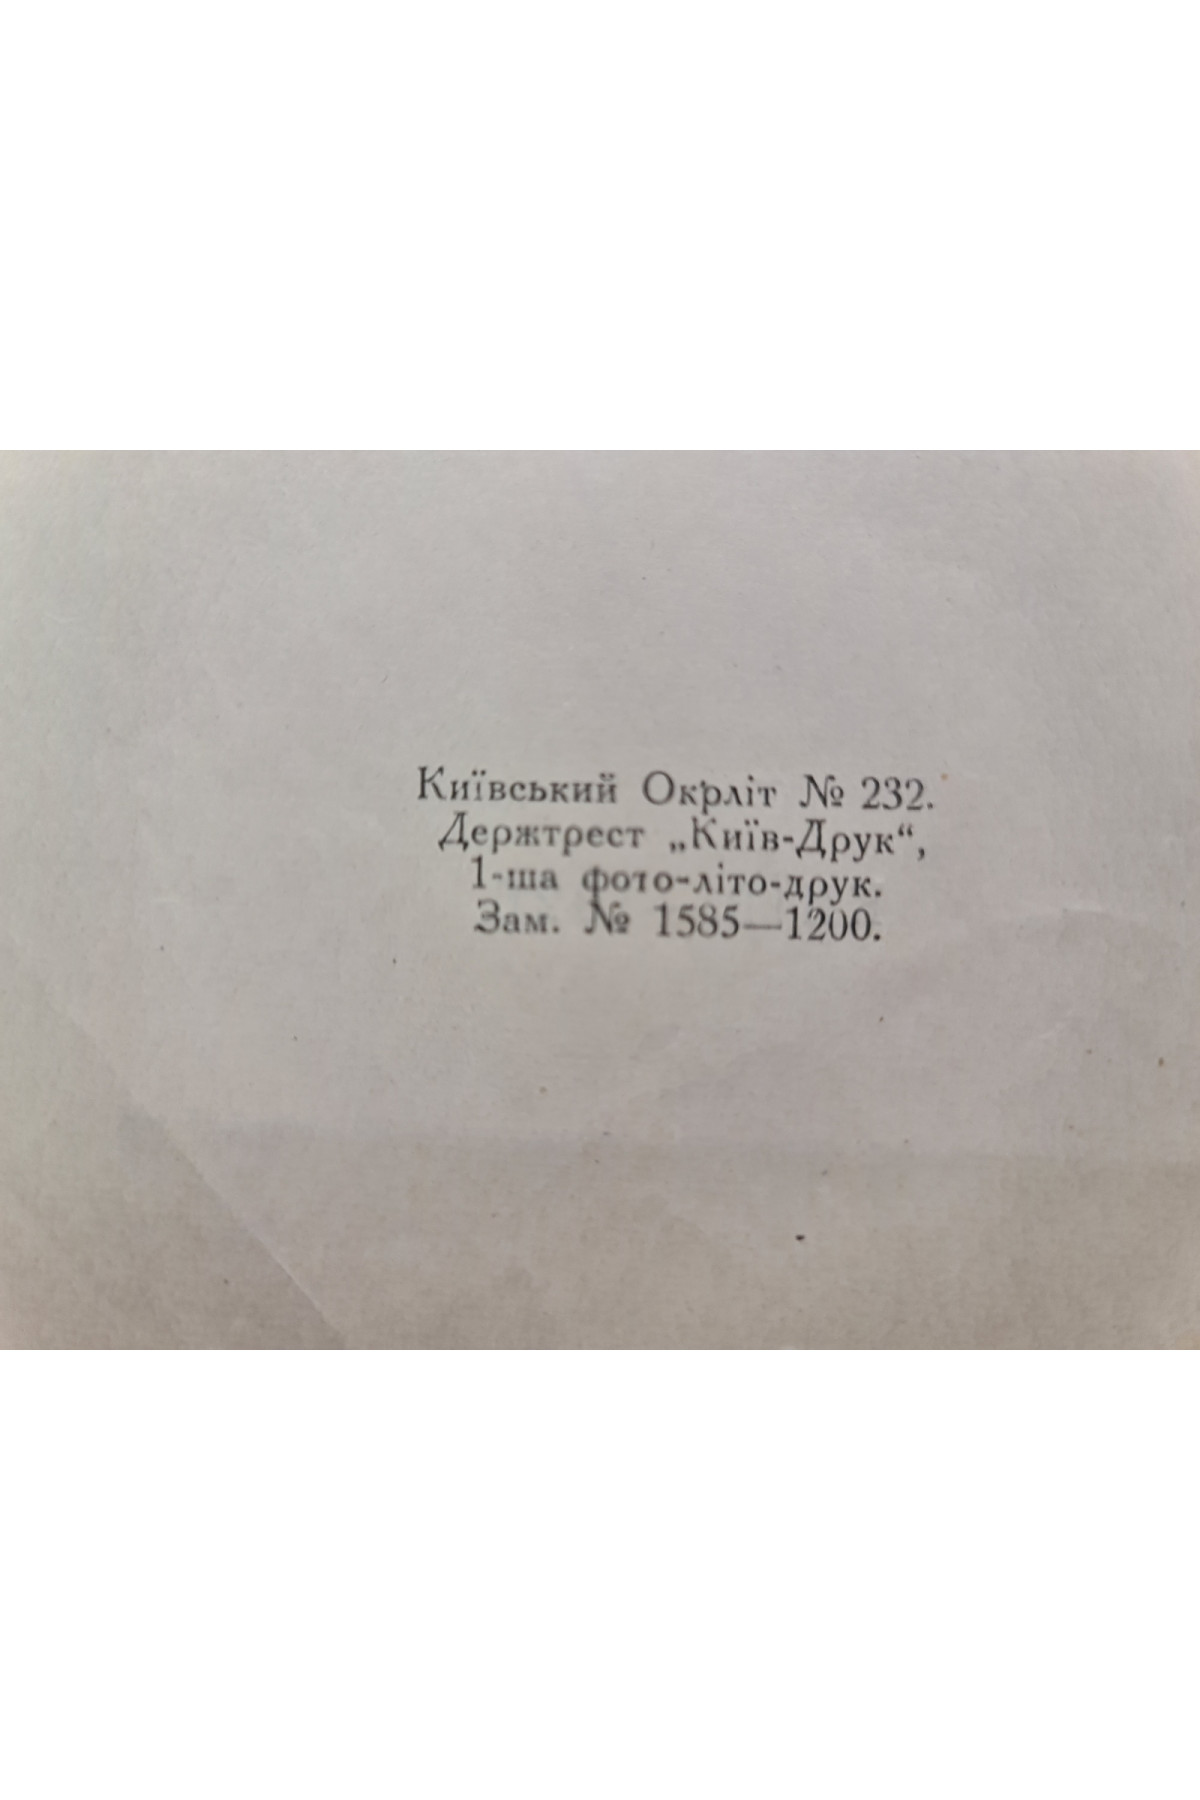 Київський Окрліт № 232.
Держтрест „Київ-Друк“,
1-ша фото-літо-друк.
Зам. № 1585—1200.